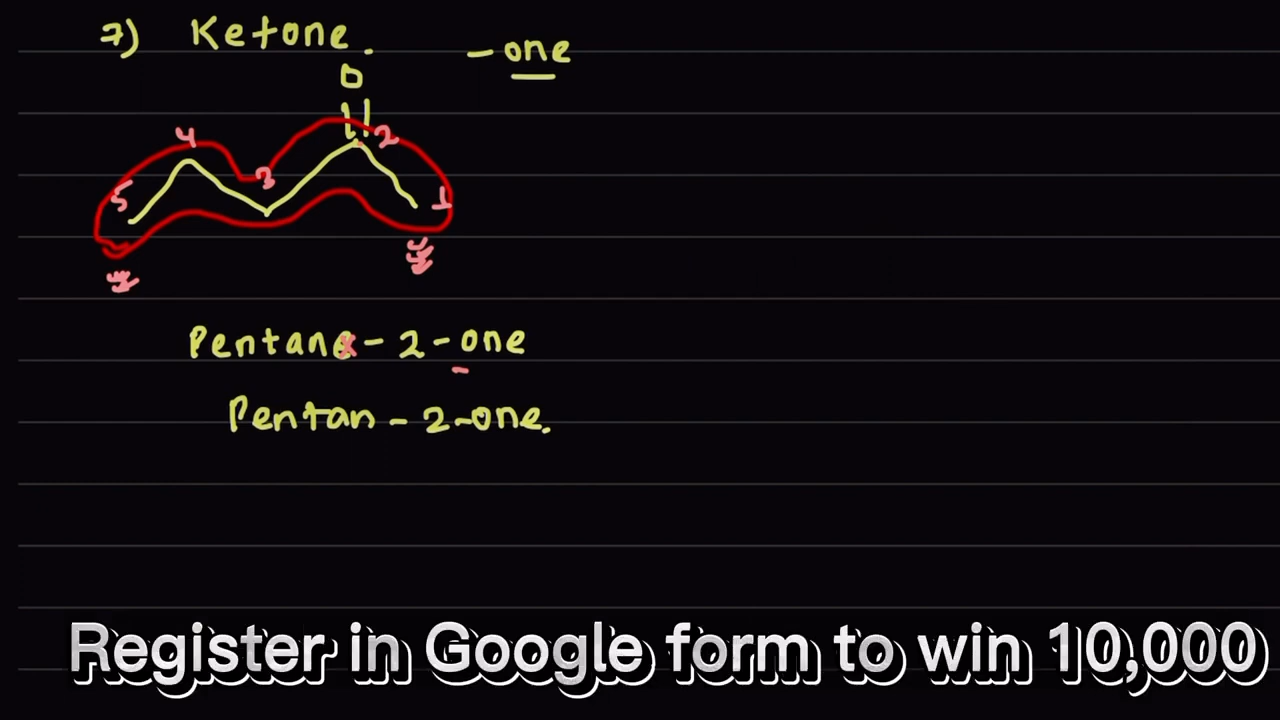 7) Ketone. - one
O
4 2
5 3 1
Pentane - 2 - one
Pentan - 2 - one.
Register in Google form to win 10,000